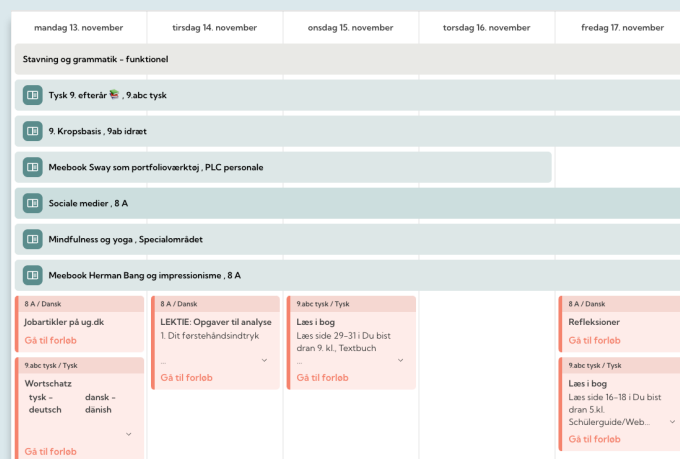 mandag 13. november
tirsdag 14. november
onsdag 15. november
torsdag 16. november
fredag 17. november
Stavning og grammatik - funktionel
Tysk 9. efterår 📚 , 9.abc tysk
9. Kropsbasis , 9ab idræt
Meebook Sway som portfolioværktøj , PLC personale
Sociale medier , 8 A
Mindfulness og yoga , Specialområdet
Meebook Herman Bang og impressionisme , 8 A
8 A / Dansk
Jobartikler på ug.dk
Gå til forløb
9.abc tysk / Tysk
Wortschatz
tysk - dansk -
deutsch dänish
Gå til forløb
8 A / Dansk
LEKTIE: Opgaver til analyse
1. Dit førstehåndsindtryk
...
Gå til forløb
9.abc tysk / Tysk
Læs i bog
Læs side 29-31 i Du bist
dran 9. kl., Textbuch
...
Gå til forløb
8 A / Dansk
Refleksioner
Gå til forløb
9.abc tysk / Tysk
Læs i bog
Læs side 16-18 i Du bist
dran 5.kl.
Schülerguide/Web...
Gå til forløb